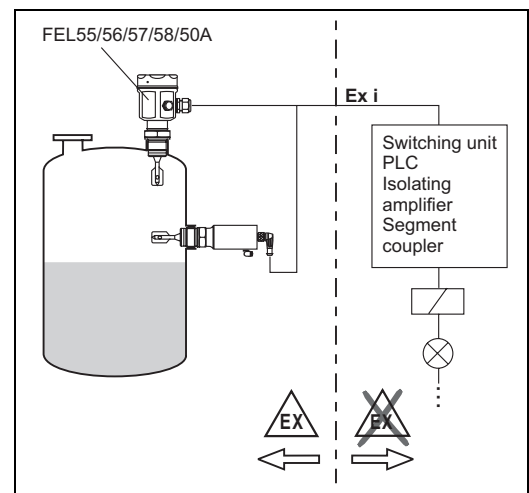 FEL55/56/57/58/50A
Ex i
Switching unit
PLC
Isolating
amplifier
Segment
coupler
EX
EX